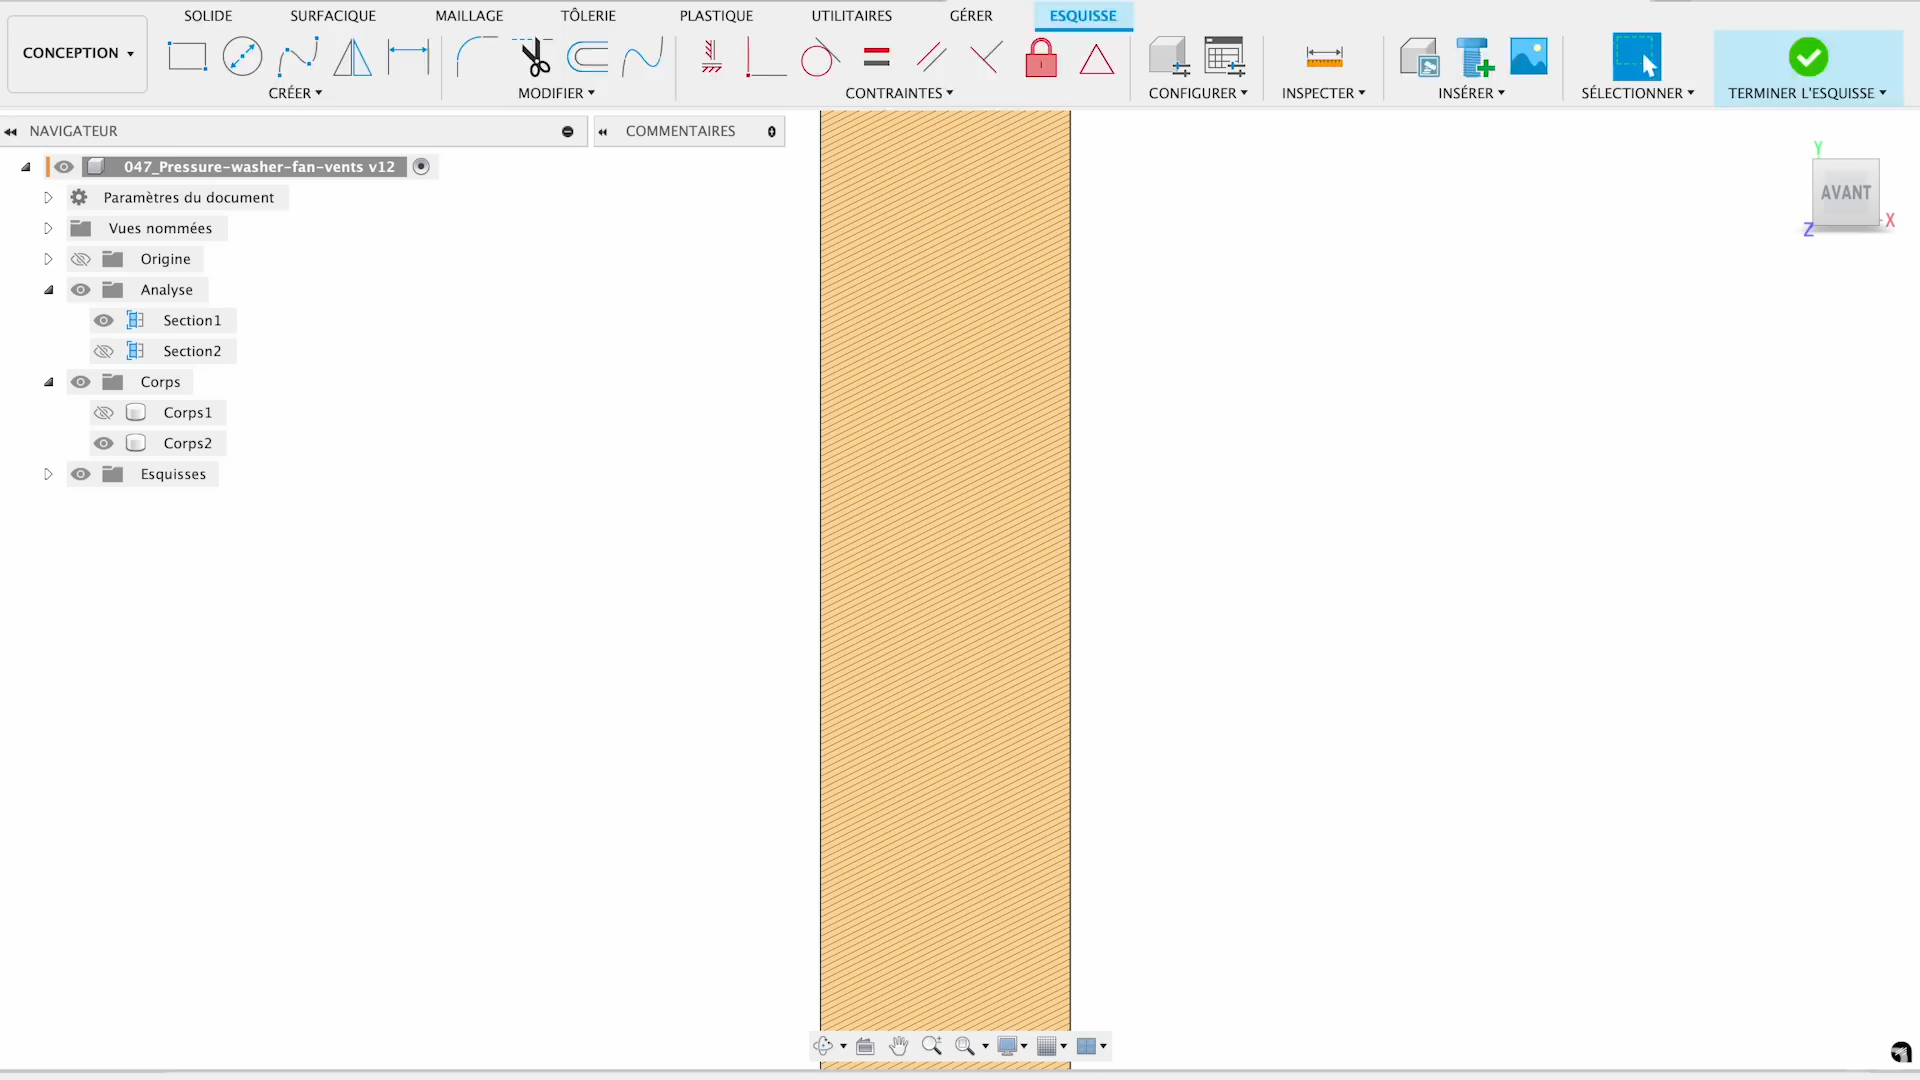 SOLIDE SURFACIQUE MAILLAGE TÔLERIE PLASTIQUE UTILITAIRES GÉRER ESQUISSE
CONCEPTION
CRÉER MODIFIER CONTRAINTES CONFIGURER INSPECTER INSÉRER SÉLECTIONNER TERMINER L'ESQUISSE
NAVIGATEUR
COMMENTAIRES
047_Pressure-washer-fan-vents v12
Paramètres du document
Vues nommées
Origine
Analyse
Section1
Section2
Corps
Corps1
Corps2
Esquisses
Y
AVANT
X
Z